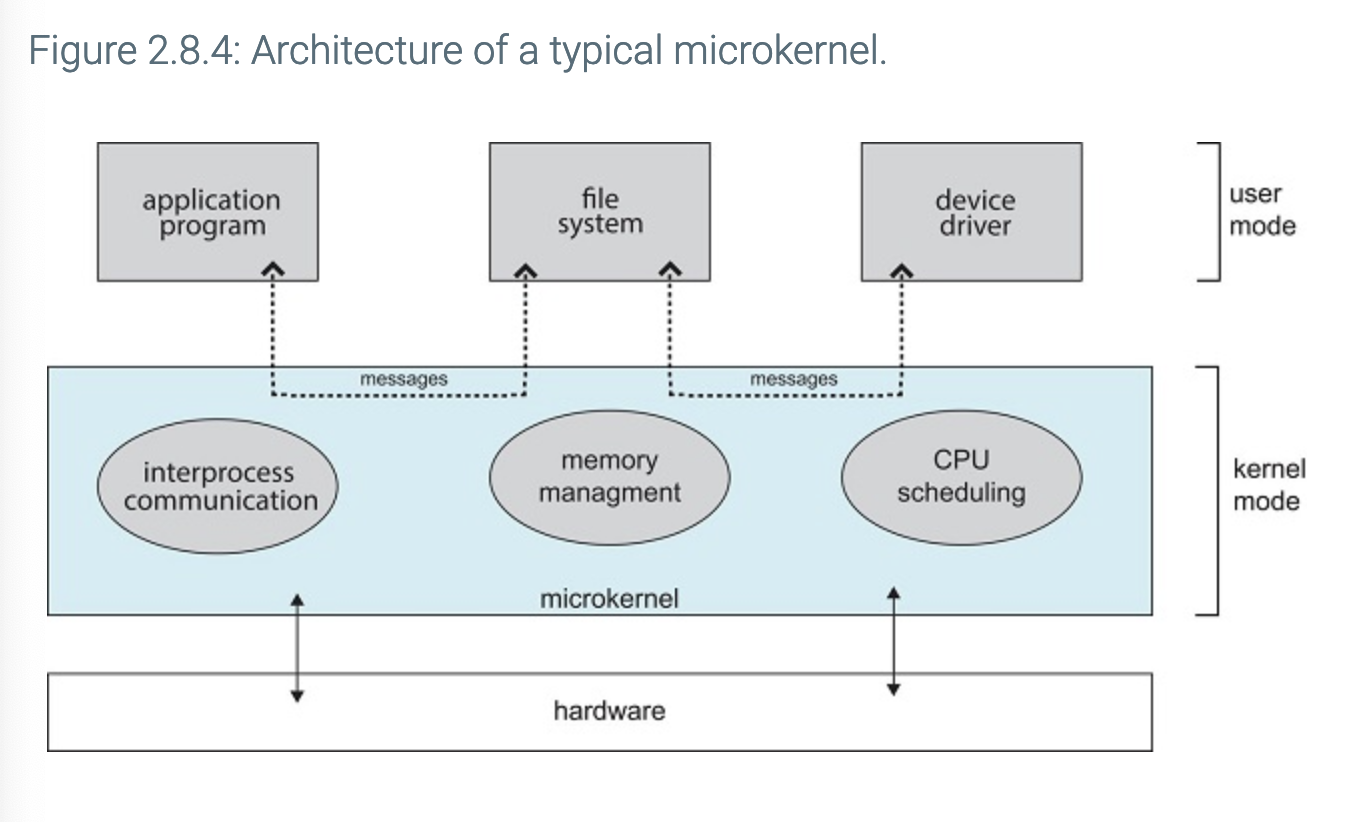 Figure 2.8.4: Architecture of a typical microkernel.
application
program
file
system
device
driver
user
mode
messages
messages
interprocess
communication
memory
managment
CPU
scheduling
kernel
mode
microkernel
hardware